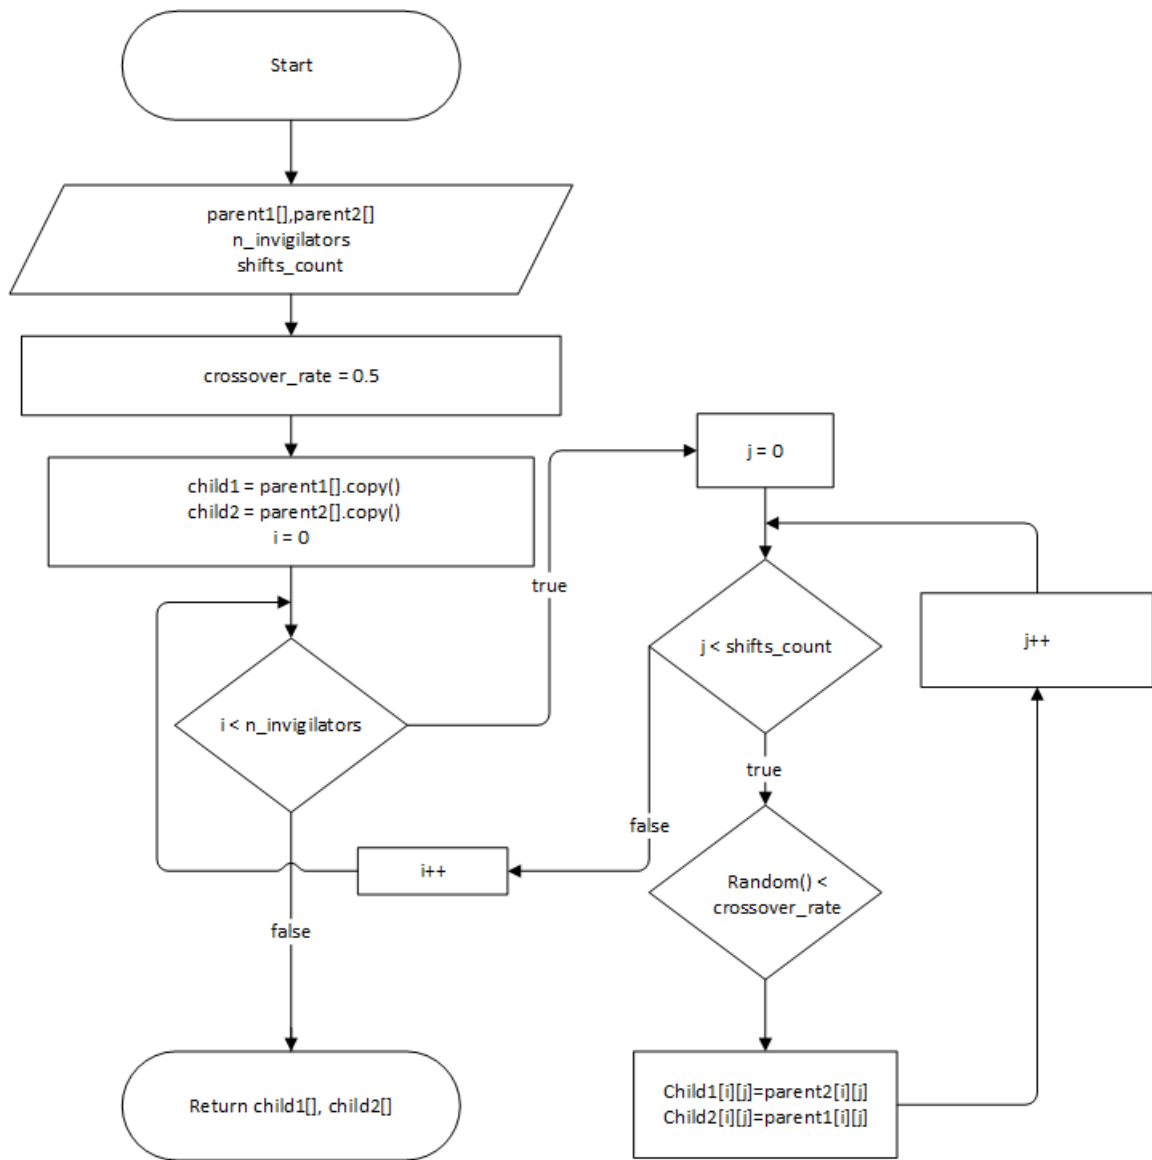 Start
parent1[],parent2[]
n_invigilators
shifts_count
crossover_rate = 0.5
child1 = parent1[].copy()
child2 = parent2[].copy()
i = 0
i < n_invigilators
true
false
Return child1[], child2[]
j = 0
j < shifts_count
true
false
i++
Random() <
crossover_rate
Child1[i][j]=parent2[i][j]
Child2[i][j]=parent1[i][j]
j++